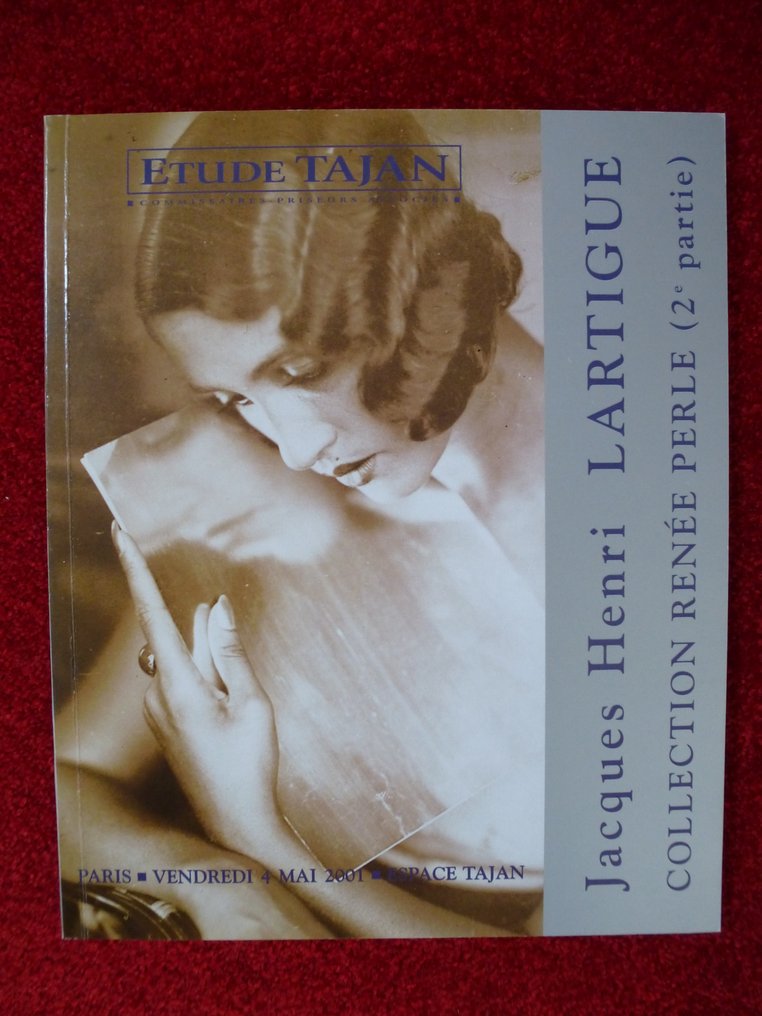 ETUDE TAJAN
COMMISSAIRES-PRISEURS ASSOCIÉS
PARIS ■ VENDREDI 4 MAI 2001 ■ ESPACE TAJAN
Jacques Henri LARTIGUE
COLLECTION RENÉE PERLE (2e partie)